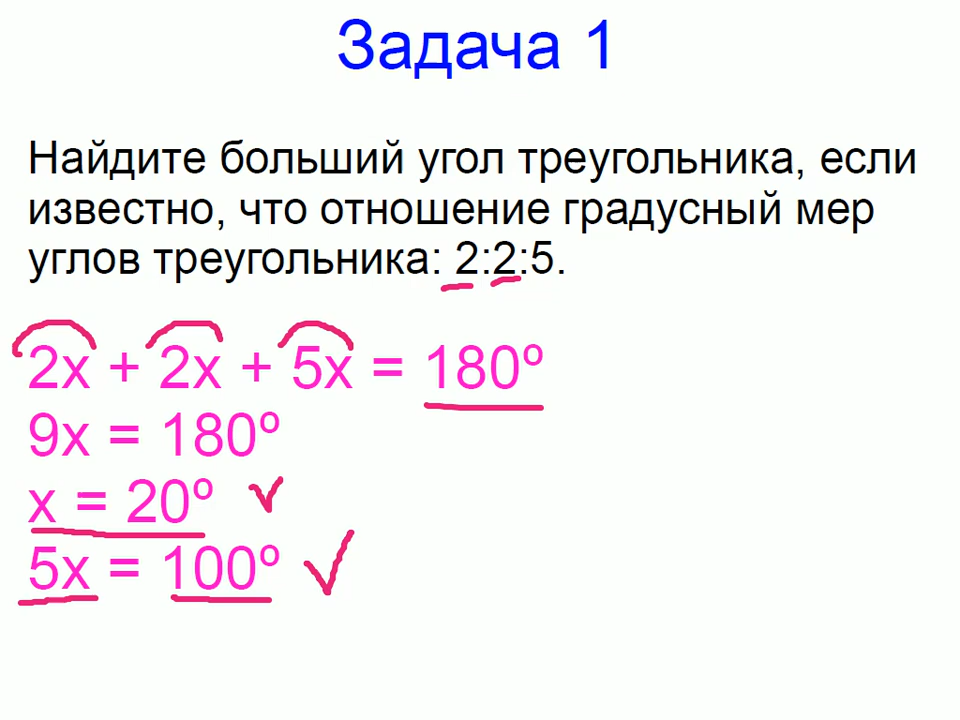 Задача 1
Найдите больший угол треугольника, если
известно, что отношение градусный мер
углов треугольника: 2:2:5.
2x + 2x + 5x = 180º
9x = 180º
x = 20º
5x = 100º